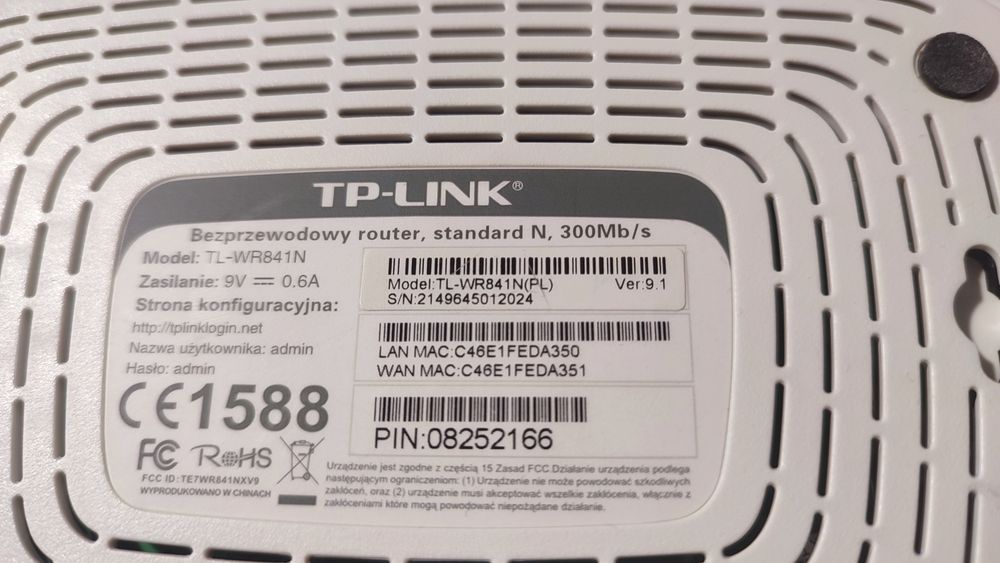 TP-LINK®
Bezprzewodowy router, standard N, 300Mb/s
Model: TL-WR841N
Zasilanie: 9V ⎓ 0.6A
Strona konfiguracyjna:
http://tplinklogin.net
Nazwa użytkownika: admin
Hasło: admin
CE1588
FC RoHS
FCC ID: TE7WR841NXV9
WYPRODUKOWANO W CHINACH
Model:TL-WR841N(PL) Ver:9.1
S/N:2149645012024
LAN MAC:C46E1FEDA350
WAN MAC:C46E1FEDA351
PIN:08252166
Urządzenie jest zgodne z częścią 15 Zasad FCC.Działanie urządzenia podlega
następującym ograniczeniom: (1) Urządzenie nie może powodować szkodliwych
zakłóceń, oraz (2) urządzenie musi akceptować wszelkie zakłócenia, włącznie z
zakłóceniami które mogą powodować niepożądane działanie.